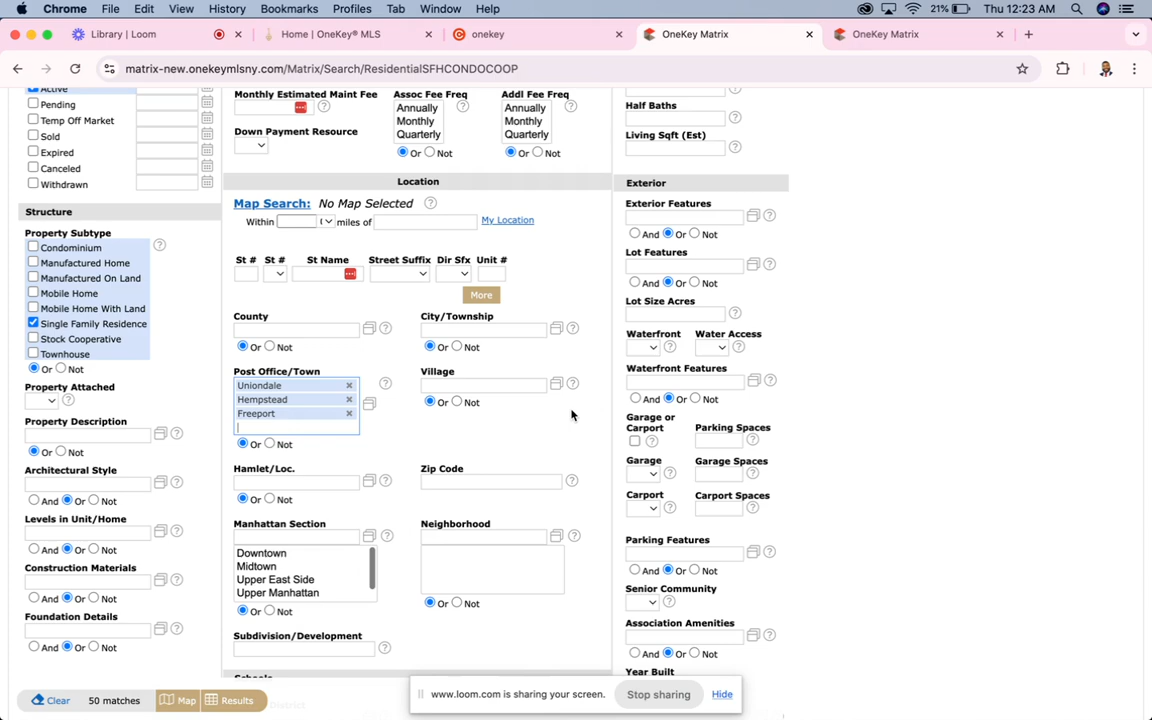 Chrome File Edit View History Bookmarks Profiles Tab Window Help 21% Thu 12:23 AM
Library | Loom Home | OneKey® MLS onekey OneKey Matrix OneKey Matrix
matrix-new.onekeymlsny.com/Matrix/Search/ResidentialSFHCONDOCOOP
Active
Pending
Temp Off Market
Sold
Expired
Canceled
Withdrawn
Structure
Property Subtype
Condominium
Manufactured Home
Manufactured On Land
Mobile Home
Mobile Home With Land
Single Family Residence
Stock Cooperative
Townhouse
Or Not
Property Attached
Property Description
Or Not
Architectural Style
And Or Not
Levels in Unit/Home
And Or Not
Construction Materials
And Or Not
Foundation Details
And Or Not
Monthly Estimated Maint Fee
Down Payment Resource
Assoc Fee Freq
Annually
Monthly
Quarterly
Or Not
Addl Fee Freq
Annually
Monthly
Quarterly
Or Not
Location
Map Search: No Map Selected
Within miles of My Location
St # St # St Name Street Suffix Dir Sfx Unit #
More
County
Or Not
City/Township
Or Not
Post Office/Town
Uniondale
Hempstead
Freeport
Or Not
Village
Or Not
Hamlet/Loc.
Or Not
Zip Code
Manhattan Section
Downtown
Midtown
Upper East Side
Upper Manhattan
Or Not
Neighborhood
Or Not
Subdivision/Development
Half Baths
Living Sqft (Est)
Exterior
Exterior Features
And Or Not
Lot Features
And Or Not
Lot Size Acres
Waterfront Water Access
Waterfront Features
And Or Not
Garage or
Carport
Parking Spaces
Garage Garage Spaces
Carport Carport Spaces
Parking Features
And Or Not
Senior Community
Association Amenities
And Or Not
Year Built
Clear 50 matches Map Results
www.loom.com is sharing your screen. Stop sharing Hide